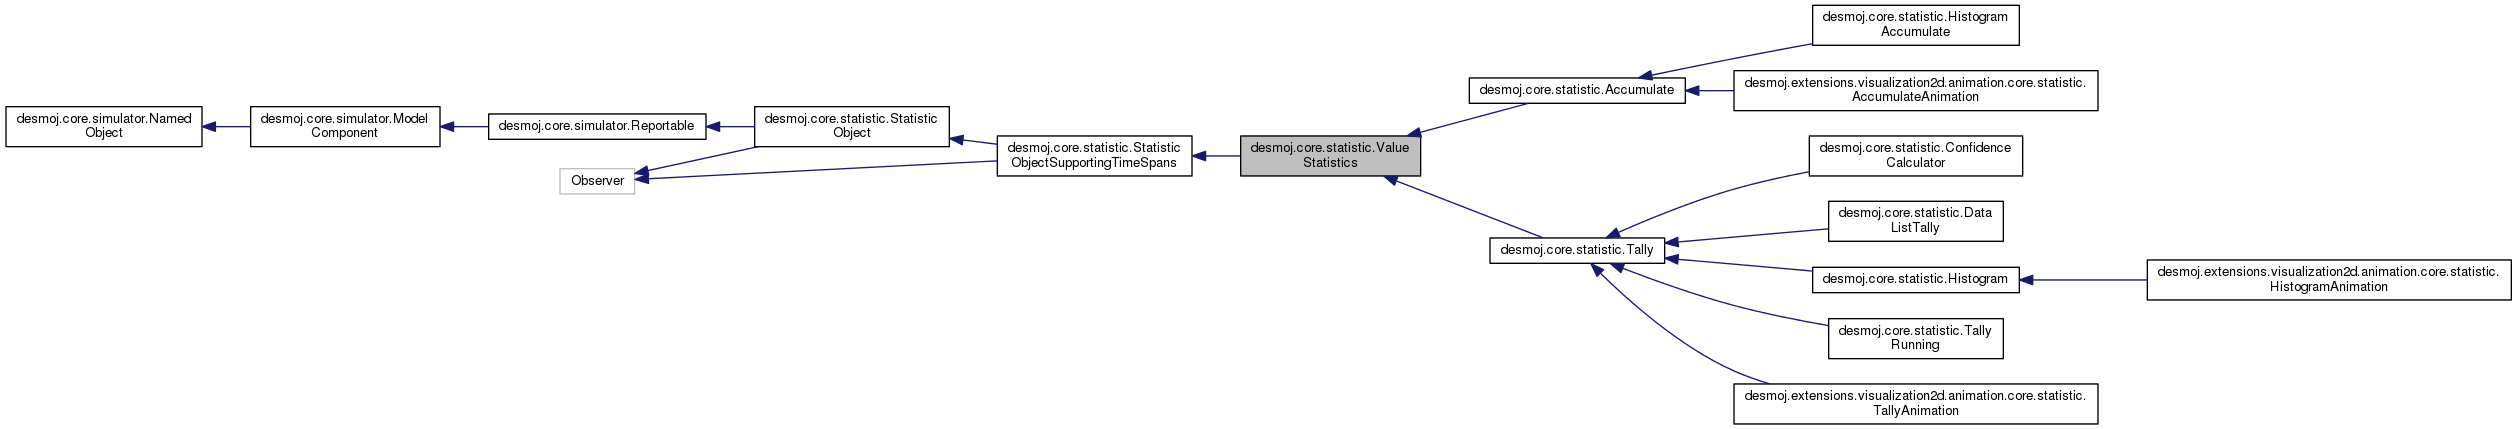 desmoj.core.simulator.Named
Object
desmoj.core.simulator.Model
Component
desmoj.core.simulator.Reportable
desmoj.core.statistic.Statistic
Object
Observer
desmoj.core.statistic.Statistic
ObjectSupportingTimeSpans
desmoj.core.statistic.Value
Statistics
desmoj.core.statistic.Accumulate
desmoj.core.statistic.Histogram
Accumulate
desmoj.extensions.visualization2d.animation.core.statistic.
AccumulateAnimation
desmoj.core.statistic.Tally
desmoj.core.statistic.Confidence
Calculator
desmoj.core.statistic.Data
ListTally
desmoj.core.statistic.Histogram
desmoj.extensions.visualization2d.animation.core.statistic.
HistogramAnimation
desmoj.core.statistic.Tally
Running
desmoj.extensions.visualization2d.animation.core.statistic.
TallyAnimation